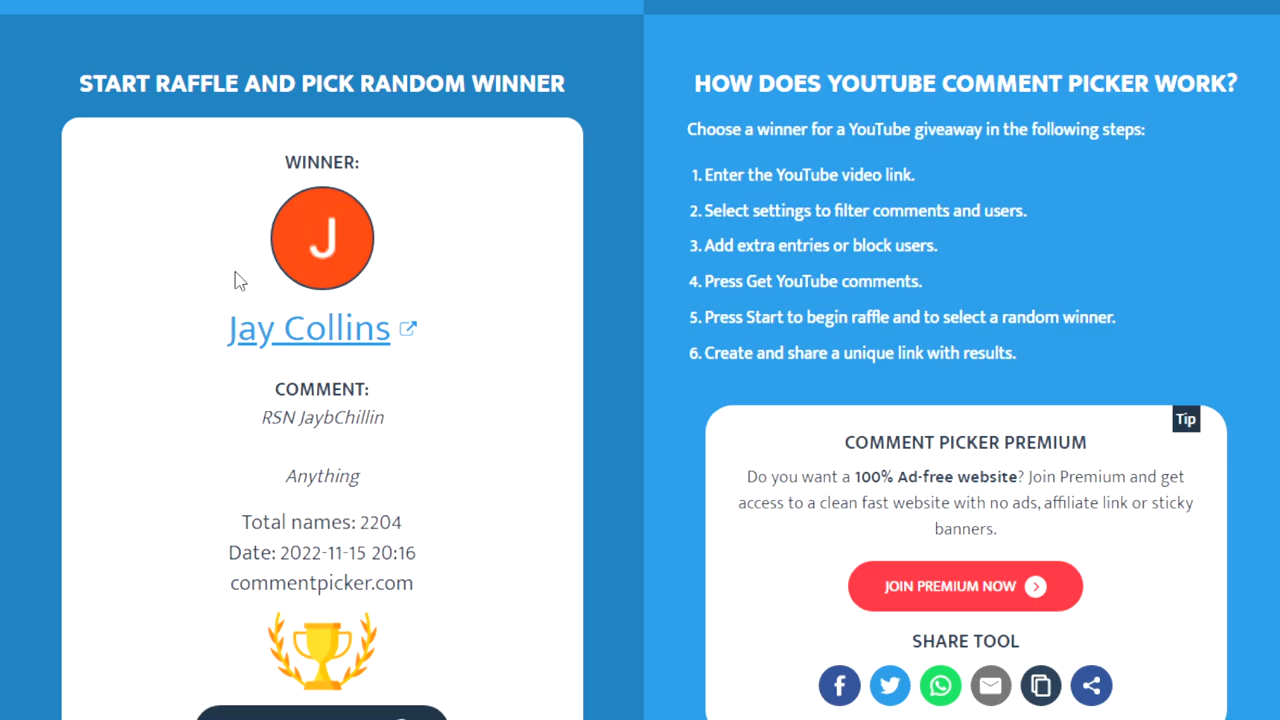 START RAFFLE AND PICK RANDOM WINNER
WINNER:
J
Jay Collins
COMMENT:
RSN JaybChillin
Anything
Total names: 2204
Date: 2022-11-15 20:16
commentpicker.com
HOW DOES YOUTUBE COMMENT PICKER WORK?
Choose a winner for a YouTube giveaway in the following steps:
1. Enter the YouTube video link.
2. Select settings to filter comments and users.
3. Add extra entries or block users.
4. Press Get YouTube comments.
5. Press Start to begin raffle and to select a random winner.
6. Create and share a unique link with results.
Tip
COMMENT PICKER PREMIUM
Do you want a 100% Ad-free website? Join Premium and get
access to a clean fast website with no ads, affiliate link or sticky
banners.
JOIN PREMIUM NOW
SHARE TOOL